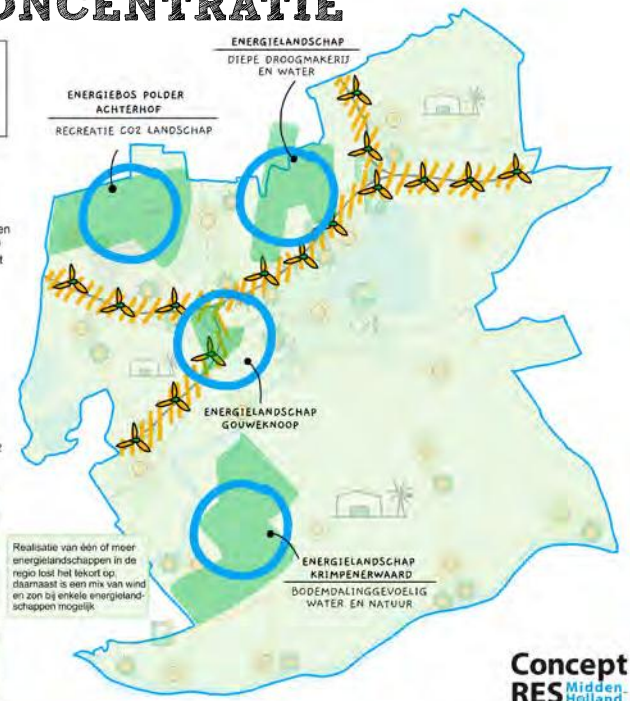 ONCENTRATIE
ENERGIELANDSCHAP
DIEPE DROOGMAKERIJ
EN WATER
ENERGIEBOS POLDER
ACHTERHOF
RECREATIE CO2 LANDSCHAP
en
t
ENERGIELANDSCHAP
GOUWEKNOOP
Realisatie van één of meer
energielandschappen in de
regio lost het tekort op,
daarnaast is een mix van wind
en zon bij enkele energieland-
schappen mogelijk
ENERGIELANDSCHAP
KRIMPENERWAARD
BODEMDALINGGEVOELIG
WATER EN NATUUR
Concept
RES Midden-
Holland